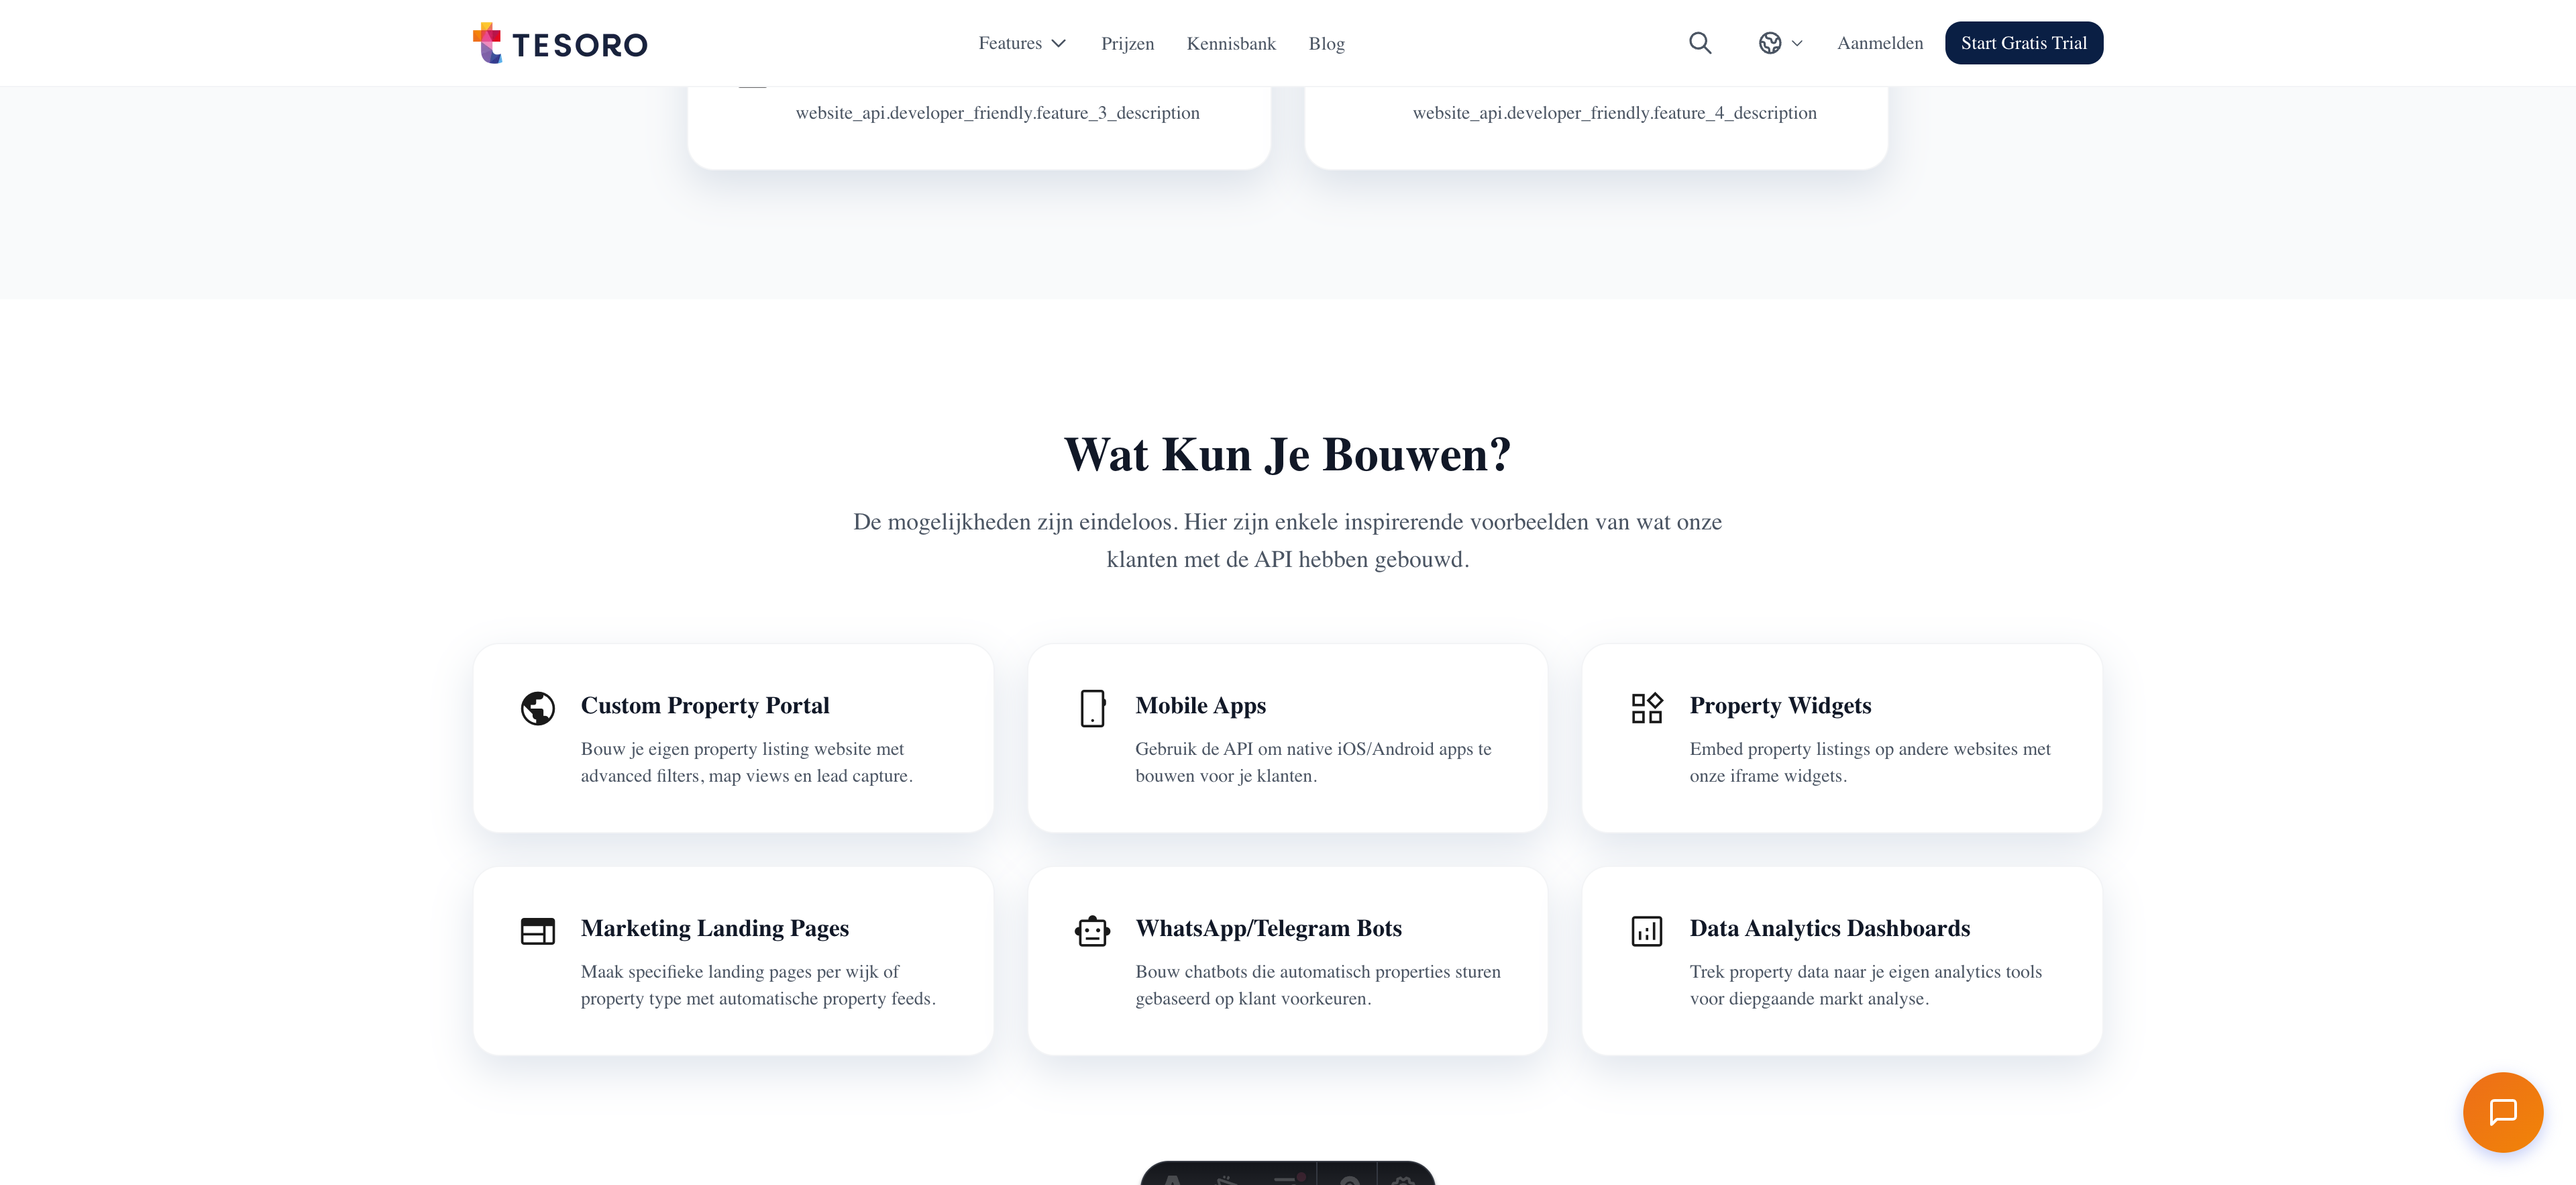 TESORO
Features
Prijzen
Kennisbank
Blog
Aanmelden
Start Gratis Trial
website_api.developer_friendly.feature_3_description
website_api.developer_friendly.feature_4_description
Wat Kun Je Bouwen?
De mogelijkheden zijn eindeloos. Hier zijn enkele inspirerende voorbeelden van wat onze
klanten met de API hebben gebouwd.
Custom Property Portal
Bouw je eigen property listing website met
advanced filters, map views en lead capture.
Mobile Apps
Gebruik de API om native iOS/Android apps te
bouwen voor je klanten.
Property Widgets
Embed property listings op andere websites met
onze iframe widgets.
Marketing Landing Pages
Maak specifieke landing pages per wijk of
property type met automatische property feeds.
WhatsApp/Telegram Bots
Bouw chatbots die automatisch properties sturen
gebaseerd op klant voorkeuren.
Data Analytics Dashboards
Trek property data naar je eigen analytics tools
voor diepgaande markt analyse.